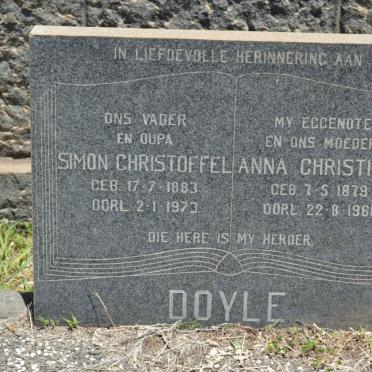 IN LIEFDEVOLLE HERINNERING AAN
ONS VADER
EN OUPA
SIMON CHRISTOFFEL
GEB. 17-7-1883
OORL. 2-1-1973
MY EGGENOTE
EN ONS MOEDER
ANNA CHRISTI
GEB. 7-5-1879
OORL. 22-8-196
DIE HERE IS MY HERDER.
DOYLE